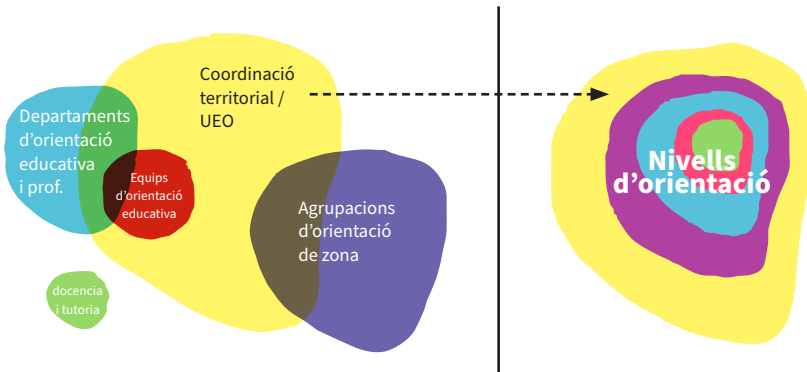 Coordinació
territorial /
UEO
Departaments
d'orientació
educativa
i prof.
Equips
d'orientació
educativa
Agrupacions
d'orientació
de zona
docencia
i tutoria
Nivells
d'orientació